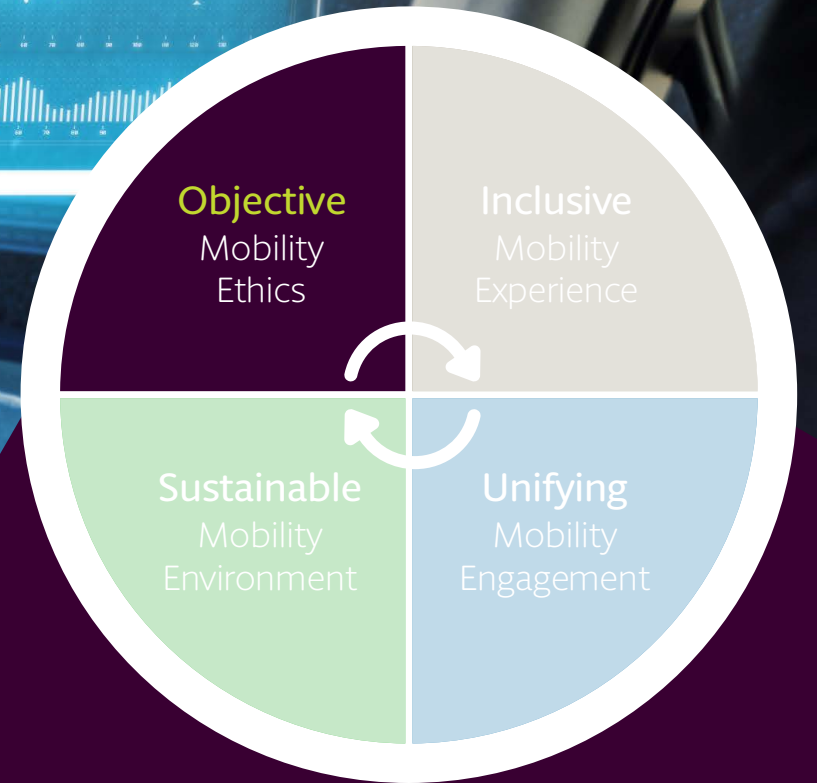 Objective
Mobility
Ethics
Inclusive
Mobility
Experience
Sustainable
Mobility
Environment
Unifying
Mobility
Engagement